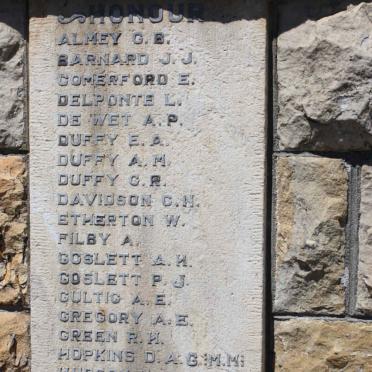 HONOUR
ALMEY C.B.
BARNARD J.J.
COMERFORD E.
DELPONTE L.
DE WET A.P.
DUFFY E.A.
DUFFY A.M.
DUFFY C.R.
DAVIDSON C.N.
ETHERTON W.
FILBY A.
GOSLETT A.H.
GOSLETT P.J.
GULTIG A.E.
GREGORY A.E.
GREEN R.H.
HOPKINS D.A.G (M.M)